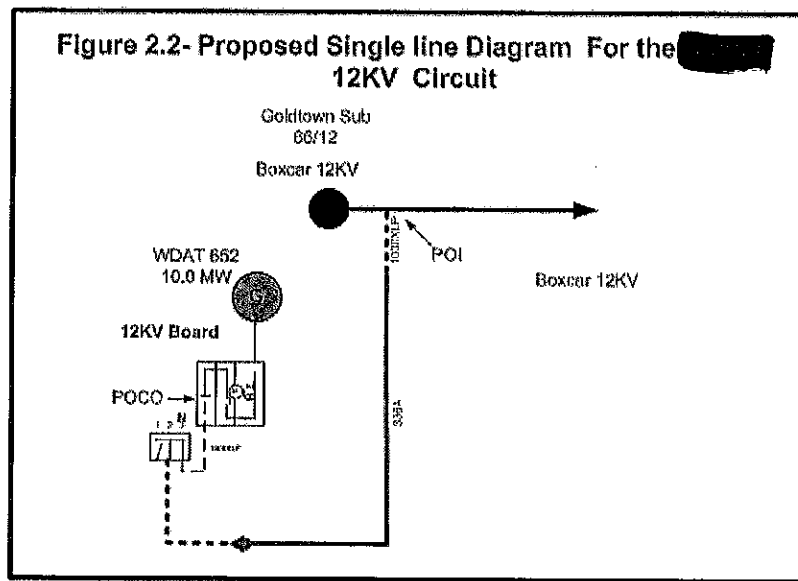 Figure 2.2- Proposed Single line Diagram For the
12KV Circuit
Goldtown Sub
66/12
Boxcar 12KV
POI
Boxcar 12KV
WDAT 652
10.0 MW
G
12KV Board
POCO
336A